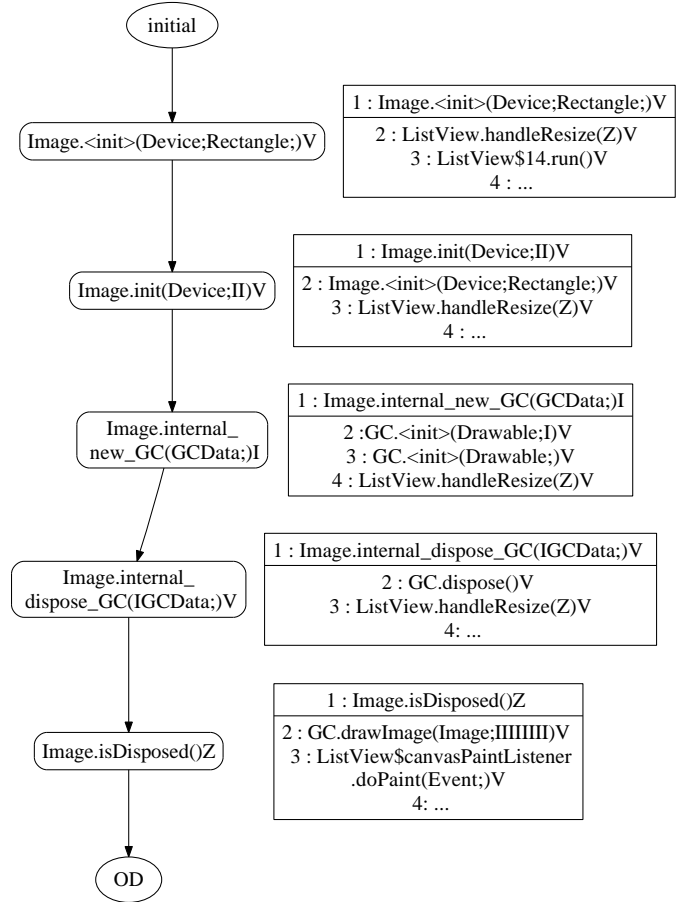 initial
Image.<init>(Device;Rectangle;)V
1 : Image.<init>(Device;Rectangle;)V
2 : ListView.handleResize(Z)V
3 : ListView$14.run()V
4 : ...
Image.init(Device;II)V
1 : Image.init(Device;II)V
2 : Image.<init>(Device;Rectangle;)V
3 : ListView.handleResize(Z)V
4 : ...
Image.internal_
new_GC(GCData;)I
1 : Image.internal_new_GC(GCData;)I
2 :GC.<init>(Drawable;I)V
3 : GC.<init>(Drawable;)V
4 : ListView.handleResize(Z)V
Image.internal_
dispose_GC(IGCData;)V
1 : Image.internal_dispose_GC(IGCData;)V
2 : GC.dispose()V
3 : ListView.handleResize(Z)V
4: ...
Image.isDisposed()Z
1 : Image.isDisposed()Z
2 : GC.drawImage(Image;IIIIIIII)V
3 : ListView$canvasPaintListener
.doPaint(Event;)V
4: ...
OD